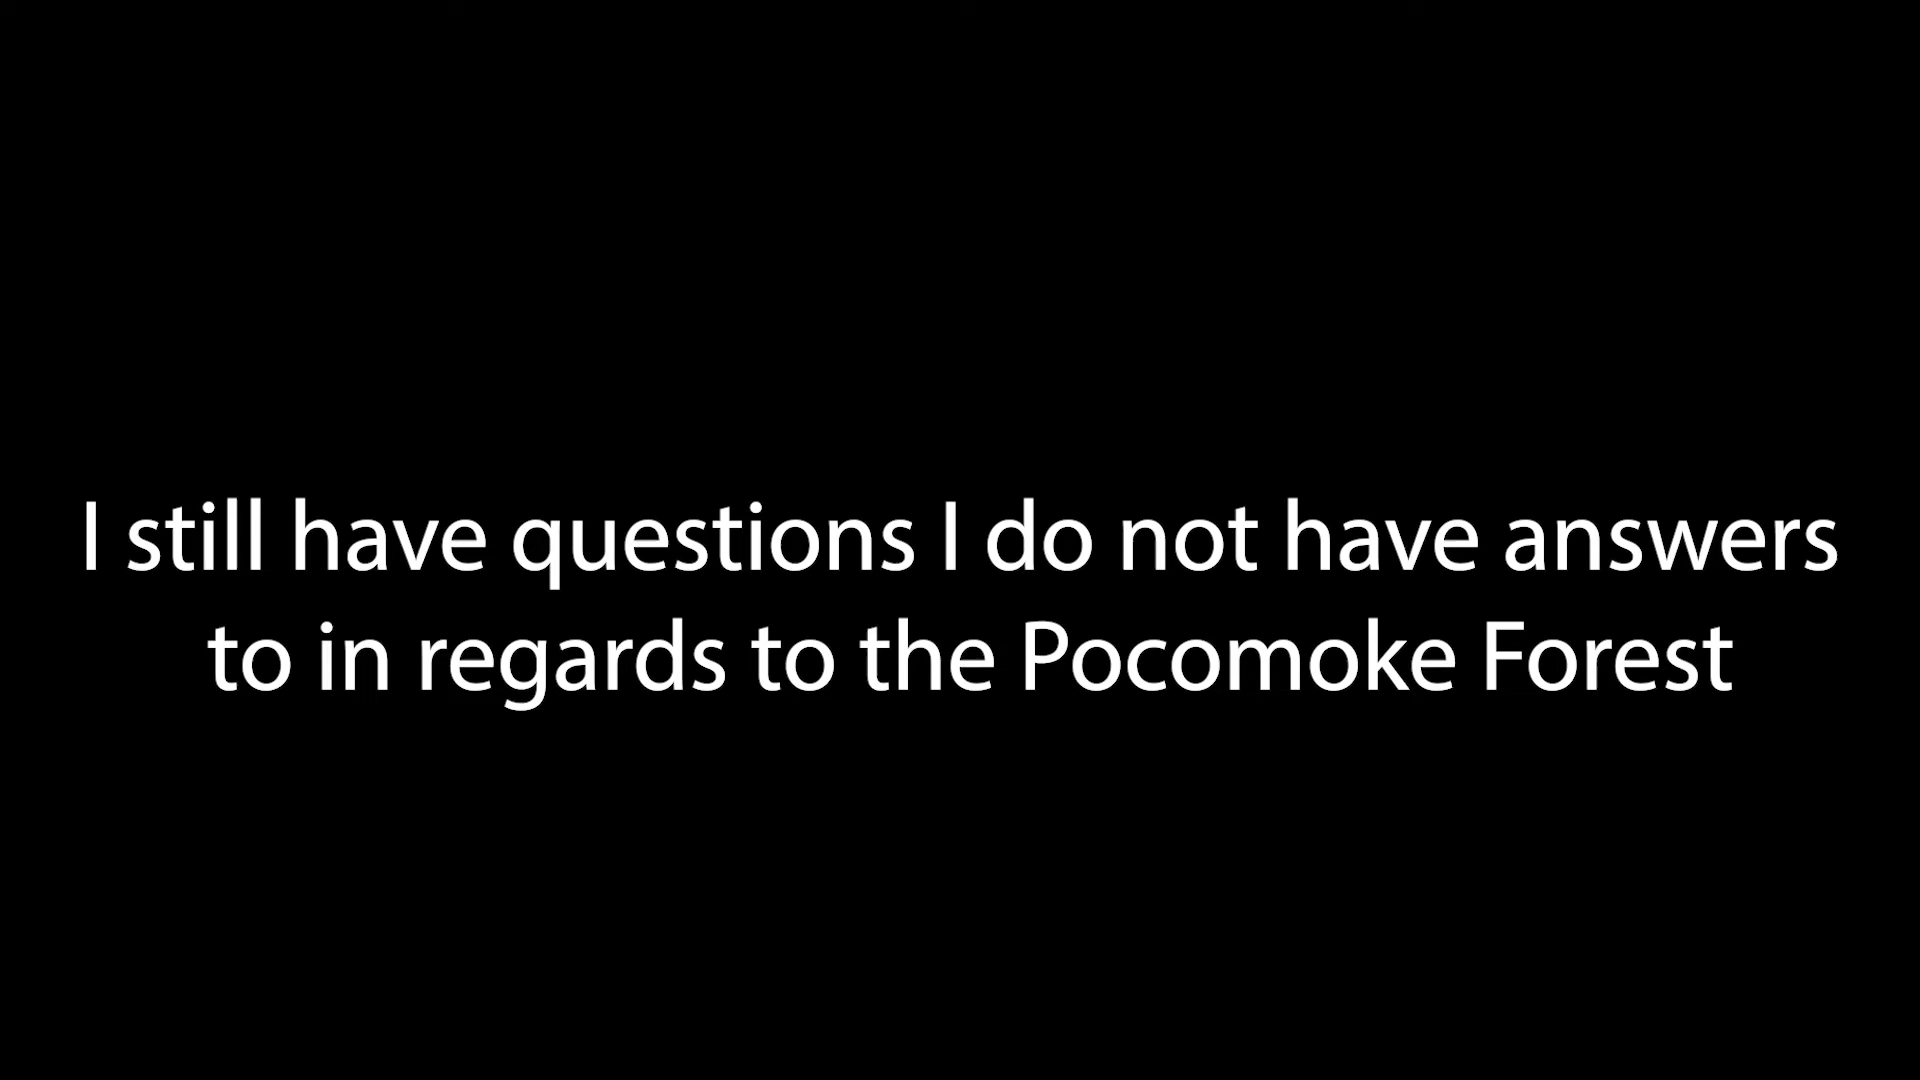 I still have questions I do not have answers
to in regards to the Pocomoke Forest